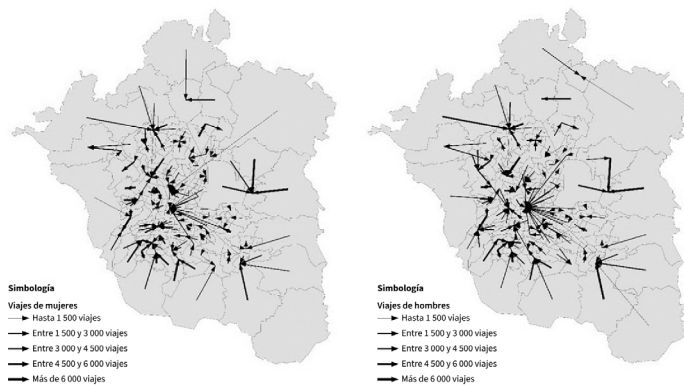 Simbología
Viajes de mujeres
Hasta 1 500 viajes
Entre 1 500 y 3 000 viajes
Entre 3 000 y 4 500 viajes
Entre 4 500 y 6 000 viajes
Más de 6 000 viajes
Simbología
Viajes de hombres
Hasta 1 500 viajes
Entre 1 500 y 3 000 viajes
Entre 3 000 y 4 500 viajes
Entre 4 500 y 6 000 viajes
Más de 6 000 viajes